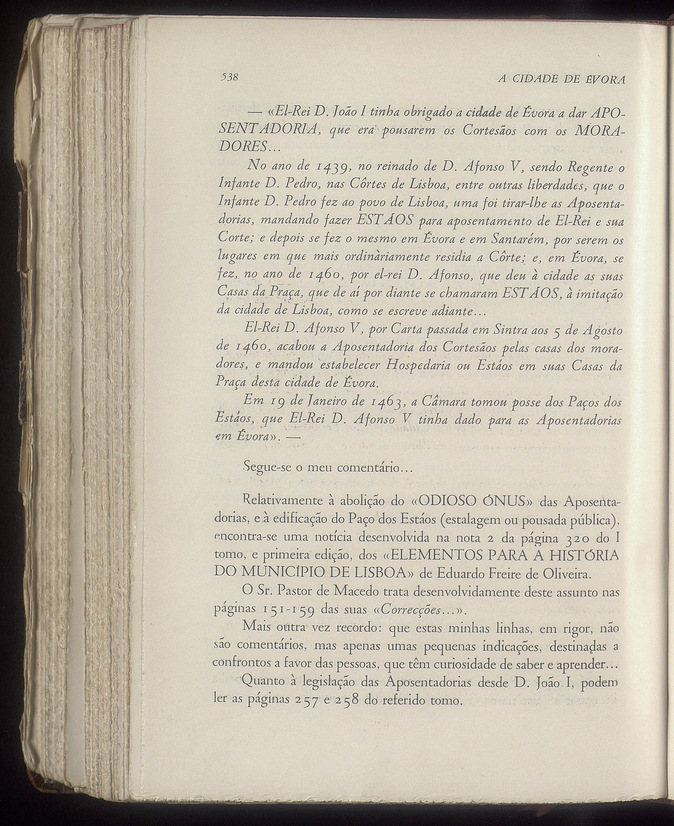 538 A CIDADE DE ÉVORA
— «El-Rei D. João I tinha obrigado a cidade de Évora a dar APO-
SENTADORIA, que era pousarem os Cortesãos com os MORA-
DORES...
No ano de 1439, no reinado de D. Afonso V, sendo Regente o
Infante D. Pedro, nas Côrtes de Lisboa, entre outras liberdades, que o
Infante D. Pedro fez ao povo de Lisboa, uma foi tirar-lhe as Aposenta-
dorias, mandando fazer ESTÁOS para aposentamento de El-Rei e sua
Corte; e depois se fez o mesmo em Évora e em Santarém, por serem os
lugares em que mais ordinàriamente residia a Côrte; e, em Évora, se
fez, no ano de 1460, por el-rei D. Afonso, que deu à cidade as suas
Casas da Praça, que de aí por diante se chamaram ESTÁOS, à imitação
da cidade de Lisboa, como se escreve adiante...
El-Rei D. Afonso V, por Carta passada em Sintra aos 5 de Agosto
de 1460, acabou a Aposentadoria dos Cortesãos pelas casas dos mora-
dores, e mandou estabelecer Hospedaria ou Estáos em suas Casas da
Praça desta cidade de Évora.
Em 19 de Janeiro de 1463, a Câmara tomou posse dos Paços dos
Estáos, que El-Rei D. Afonso V tinha dado para as Aposentadorias
em Évora». —
Segue-se o meu comentário...
Relativamente à abolição do «ODIOSO ÓNUS» das Aposenta-
dorias, e à edificação do Paço dos Estáos (estalagem ou pousada pública),
encontra-se uma notícia desenvolvida na nota 2 da página 320 do I
tomo, e primeira edição, dos «ELEMENTOS PARA A HISTÓRIA
DO MUNICÍPIO DE LISBOA» de Eduardo Freire de Oliveira.
O Sr. Pastor de Macedo trata desenvolvidamente deste assunto nas
páginas 151-159 das suas «Correcções...».
Mais outra vez recordo: que estas minhas linhas, em rigor, não
são comentários, mas apenas umas pequenas indicações, destinadas a
confrontos a favor das pessoas, que têm curiosidade de saber e aprender...
Quanto à legislação das Aposentadorias desde D. João I, podem
ler as páginas 257 e 258 do referido tomo.